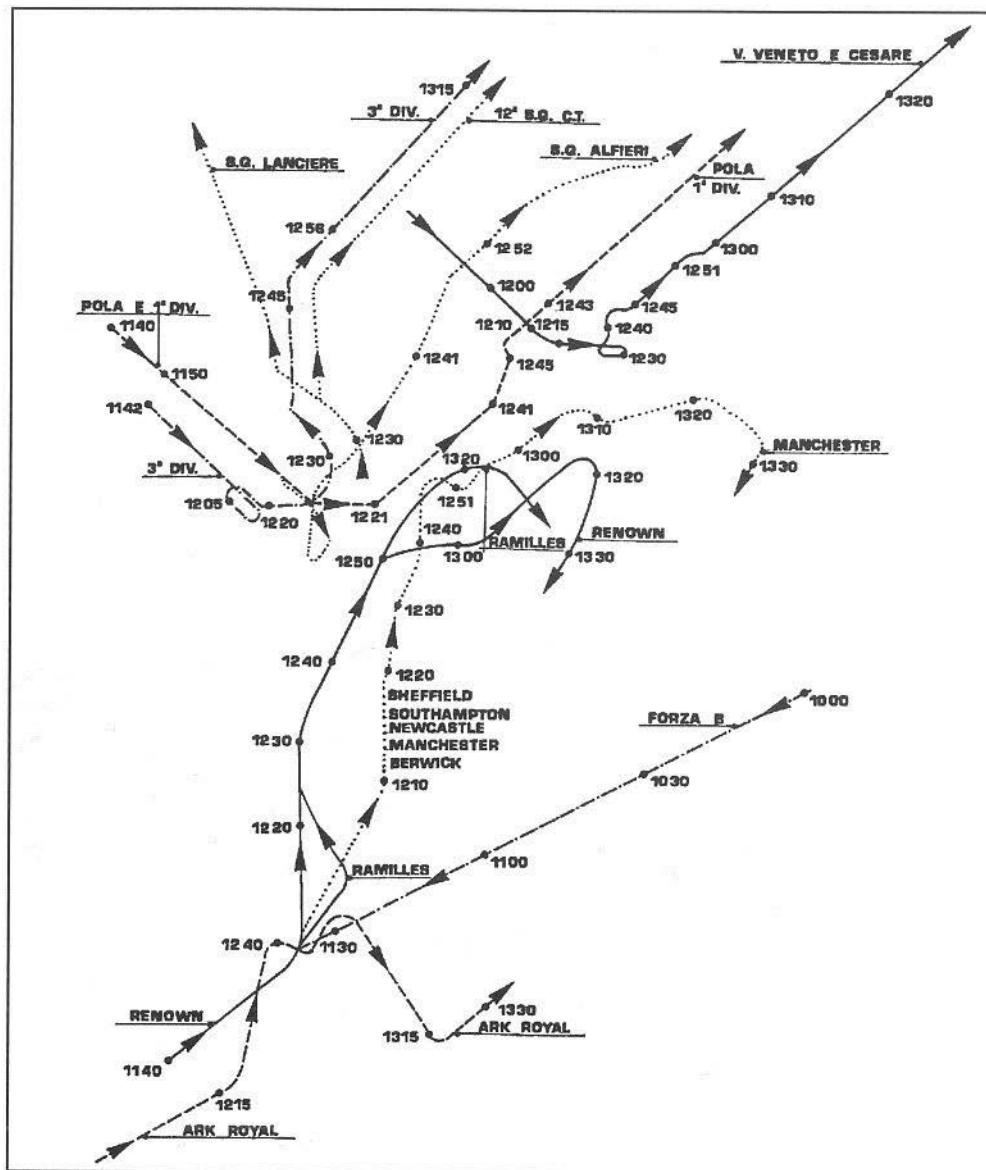 V. VENETO E CESARE
1315
3ª DIV.
12ª S.Q. C.T.
1320
S.Q. LANCIERE
S.Q. ALFIERI
POLA
1ª DIV.
1310
1256
1252
1300
1251
1200
1245
1243
1245
POLA E 1ª DIV.
1140
1210
1215
1240
1230
1150
1241
1245
1142
1241
1320
1310
1230
1230
1320
1300
MANCHESTER
1330
3ª DIV.
1205
1220
1221
1251
1320
1240
RENOWN
1250
1300
RAMILLES
1330
1230
1240
1220
SHEFFIELD
SOUTHAMPTON
NEWCASTLE
MANCHESTER
BERWICK
FORZA B
1000
1230
1210
1030
1220
1100
RAMILLES
1240
1130
RENOWN
1330
1315
ARK ROYAL
1140
1215
ARK ROYAL